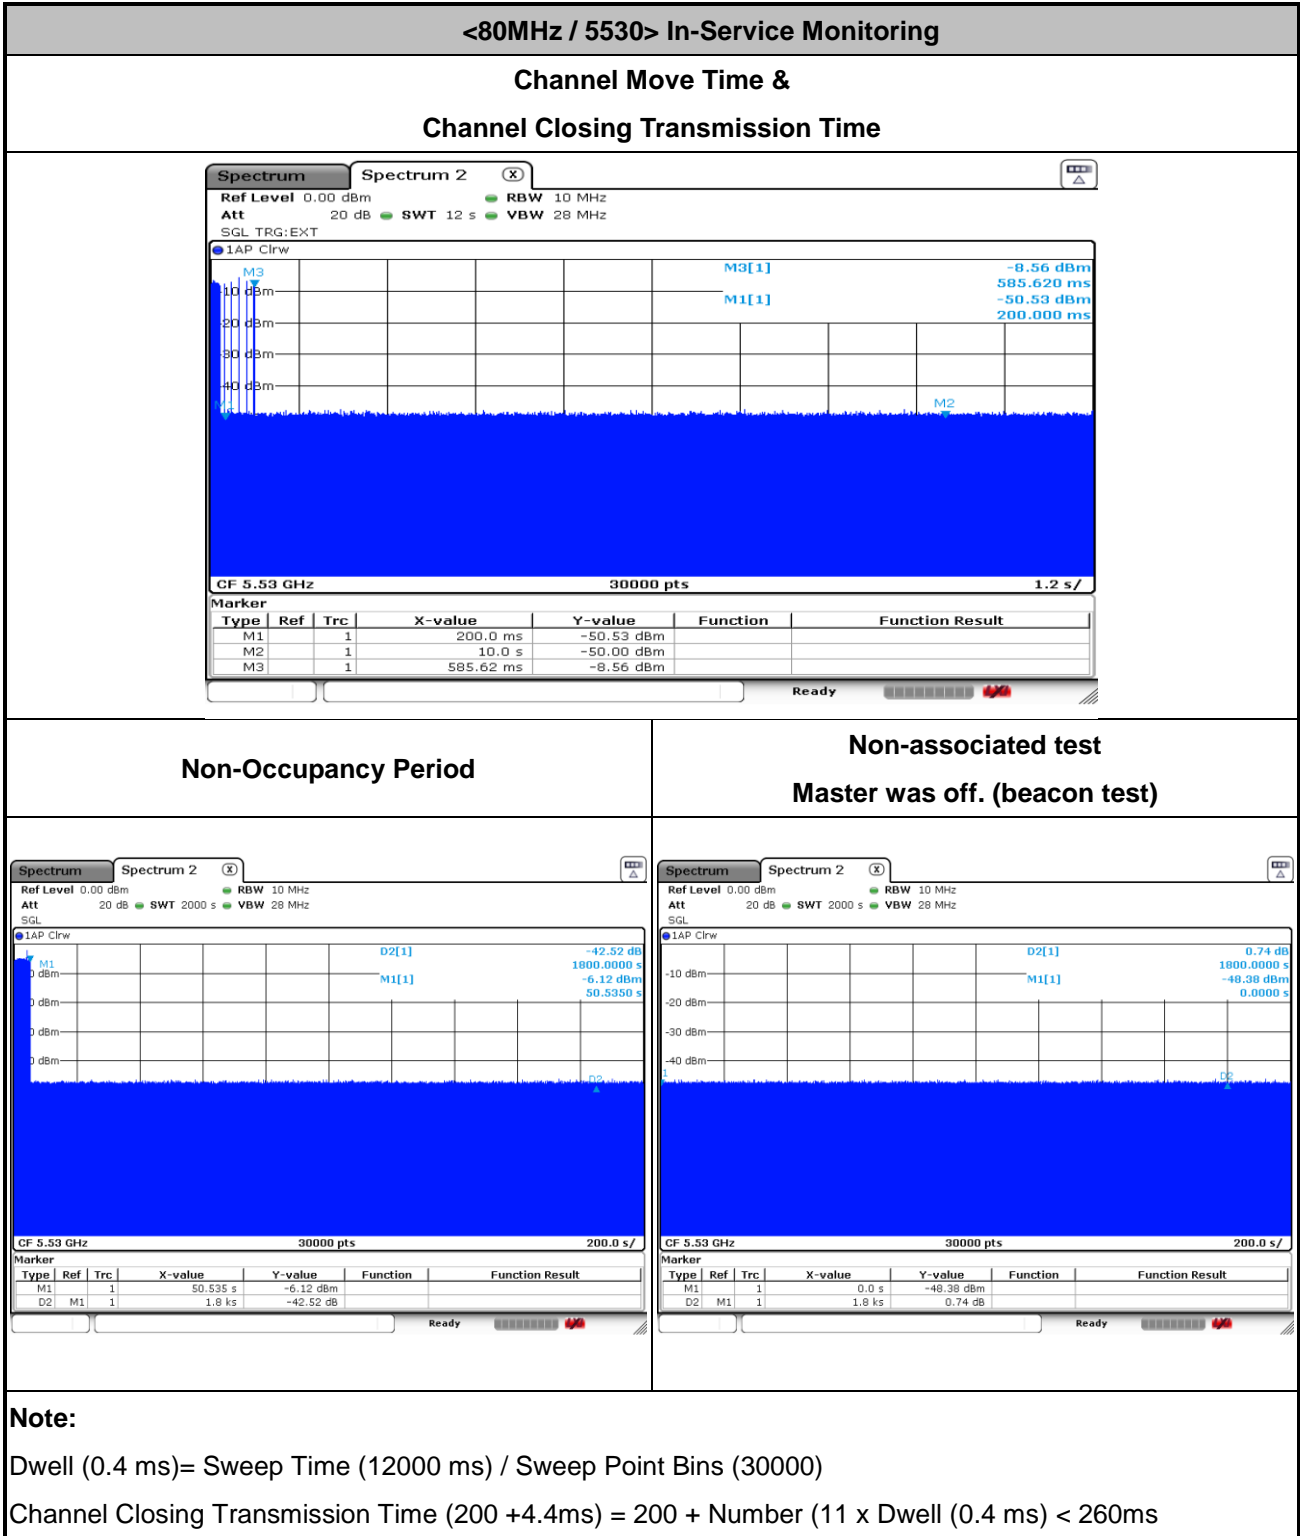 <80MHz / 5530> In-Service Monitoring
Channel Move Time &
Channel Closing Transmission Time
Spectrum Spectrum 2 X
Ref Level 0.00 dBm RBW 10 MHz
Att 20 dB SWT 12 s VBW 28 MHz
SGL TRG:EXT
1AP Clrw
M3 M3[1] -8.56 dBm
585.620 ms
-10 dBm M1[1] -50.53 dBm
200.000 ms
-20 dBm
-30 dBm
-40 dBm
M1 M2
CF 5.53 GHz 30000 pts 1.2 s/
Marker
Type Ref Trc X-value Y-value Function Function Result
M1 1 200.0 ms -50.53 dBm
M2 1 10.0 s -50.00 dBm
M3 1 585.62 ms -8.56 dBm
Ready
Non-Occupancy Period
Non-associated test
Master was off. (beacon test)
Spectrum Spectrum 2 X
Ref Level 0.00 dBm RBW 10 MHz
Att 20 dB SWT 2000 s VBW 28 MHz
SGL
1AP Clrw
D2[1] -42.52 dB
M1 1800.0000 s
0 dBm M1[1] -6.12 dBm
50.5350 s
0 dBm
0 dBm
0 dBm
D2
CF 5.53 GHz 30000 pts 200.0 s/
Marker
Type Ref Trc X-value Y-value Function Function Result
M1 1 50.535 s -6.12 dBm
D2 M1 1 1.8 ks -42.52 dB
Ready
Spectrum Spectrum 2 X
Ref Level 0.00 dBm RBW 10 MHz
Att 20 dB SWT 2000 s VBW 28 MHz
SGL
1AP Clrw
D2[1] 0.74 dB
1800.0000 s
-10 dBm M1[1] -48.38 dBm
0.0000 s
-20 dBm
-30 dBm
-40 dBm
1 D2
CF 5.53 GHz 30000 pts 200.0 s/
Marker
Type Ref Trc X-value Y-value Function Function Result
M1 1 0.0 s -48.38 dBm
D2 M1 1 1.8 ks 0.74 dB
Ready
Note:
Dwell (0.4 ms)= Sweep Time (12000 ms) / Sweep Point Bins (30000)
Channel Closing Transmission Time (200 +4.4ms) = 200 + Number (11 x Dwell (0.4 ms) < 260ms